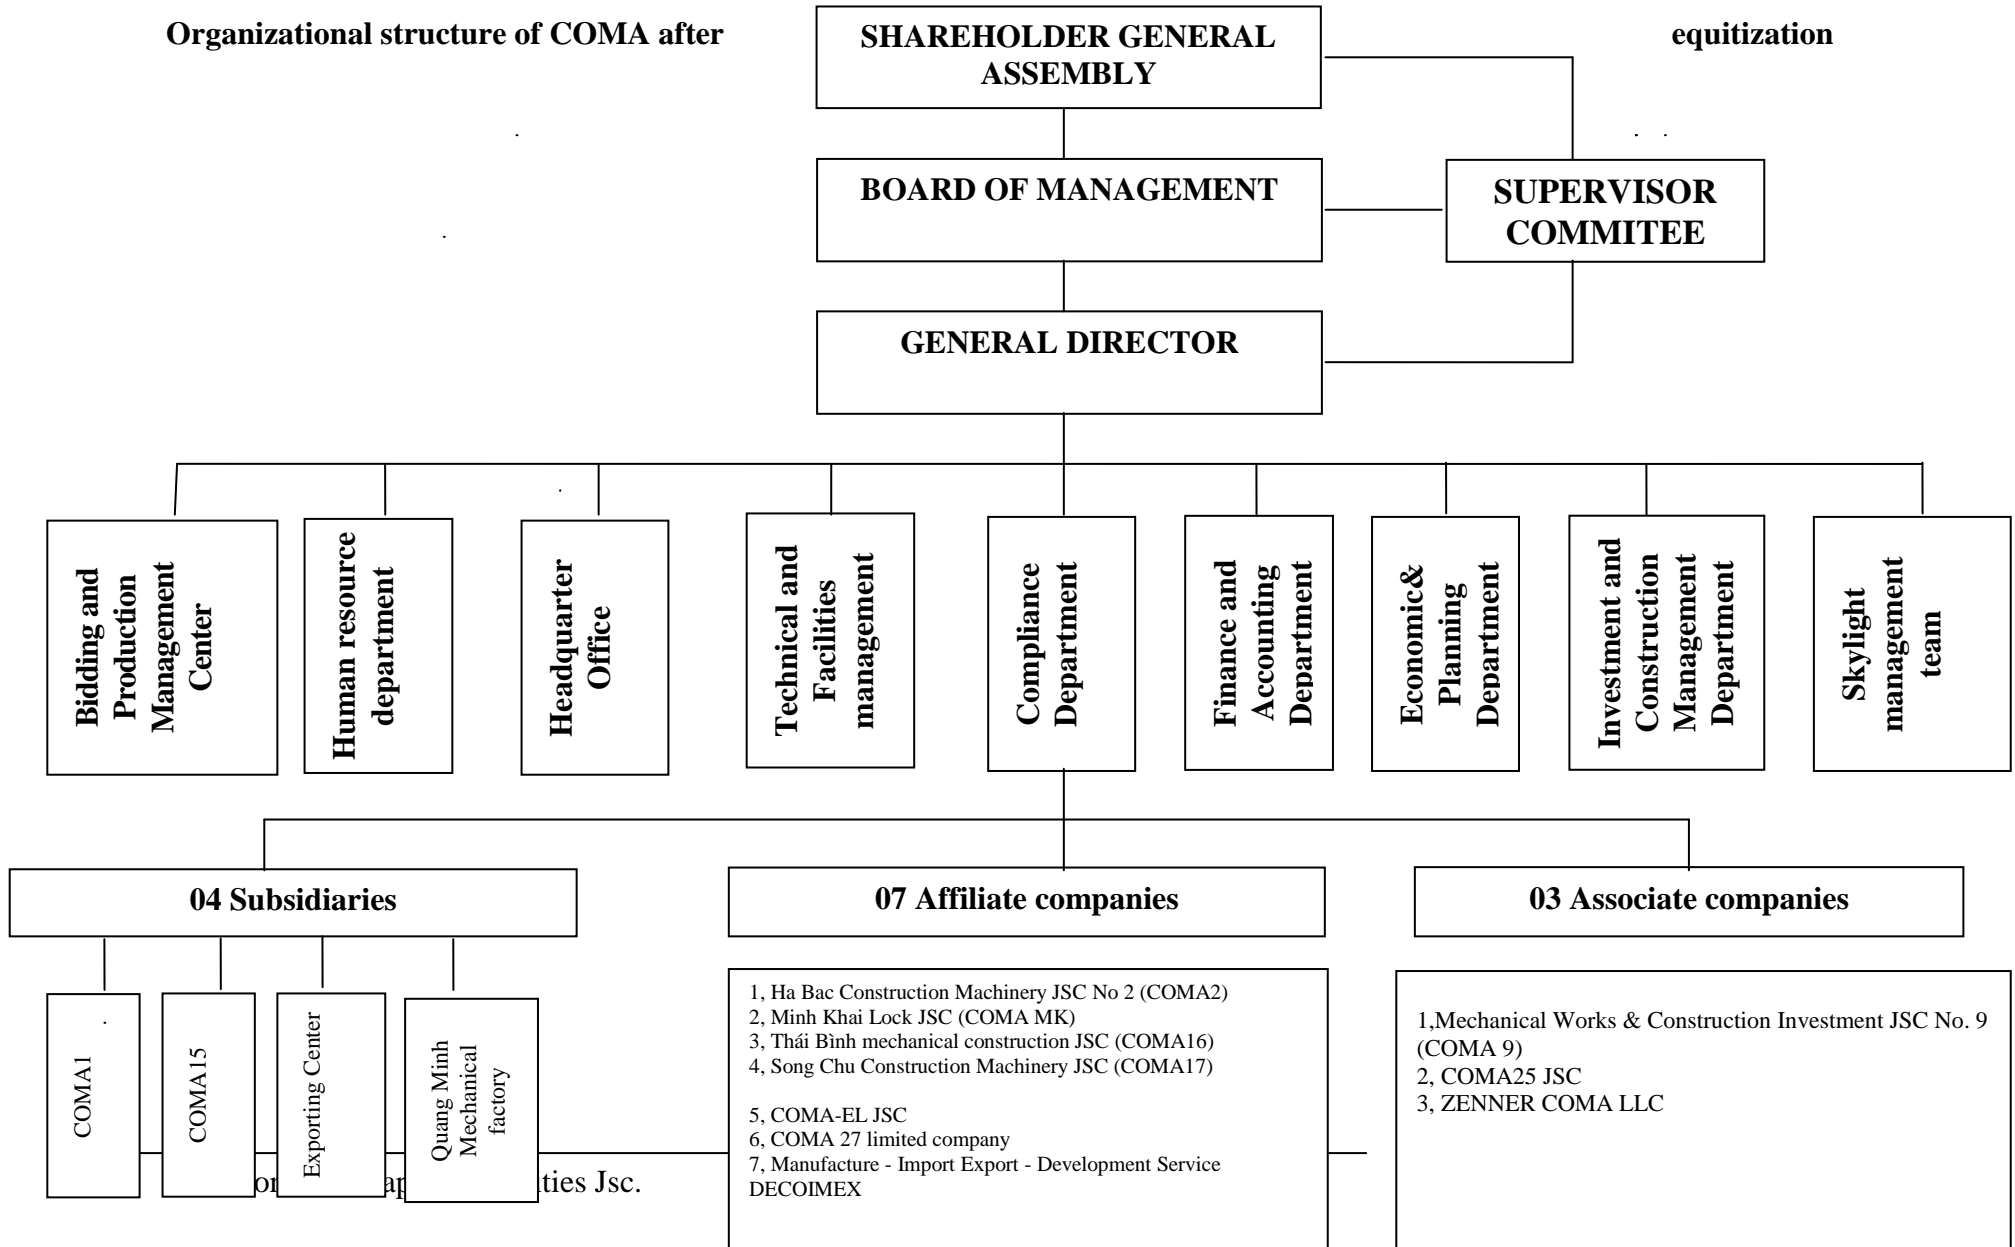 Organizational structure of COMA after equitization
SHAREHOLDER GENERAL
ASSEMBLY
BOARD OF MANAGEMENT
SUPERVISOR
COMMITEE
GENERAL DIRECTOR
Bidding and
Production
Management
Center
Human resource
department
Headquarter
Office
Technical and
Facilities
management
Compliance
Department
Finance and
Accounting
Department
Economic&
Planning
Department
Investment and
Construction
Management
Department
Skylight
management
team
04 Subsidiaries
07 Affiliate companies
03 Associate companies
COMA1
COMA15
Exporting Center
Quang Minh
Mechanical
factory
1, Ha Bac Construction Machinery JSC No 2 (COMA2)
2, Minh Khai Lock JSC (COMA MK)
3, Thái Bình mechanical construction JSC (COMA16)
4, Song Chu Construction Machinery JSC (COMA17)
5, COMA-EL JSC
6, COMA 27 limited company
7, Manufacture - Import Export - Development Service
DECOIMEX
1,Mechanical Works & Construction Investment JSC No. 9
(COMA 9)
2, COMA25 JSC
3, ZENNER COMA LLC
Jsc.